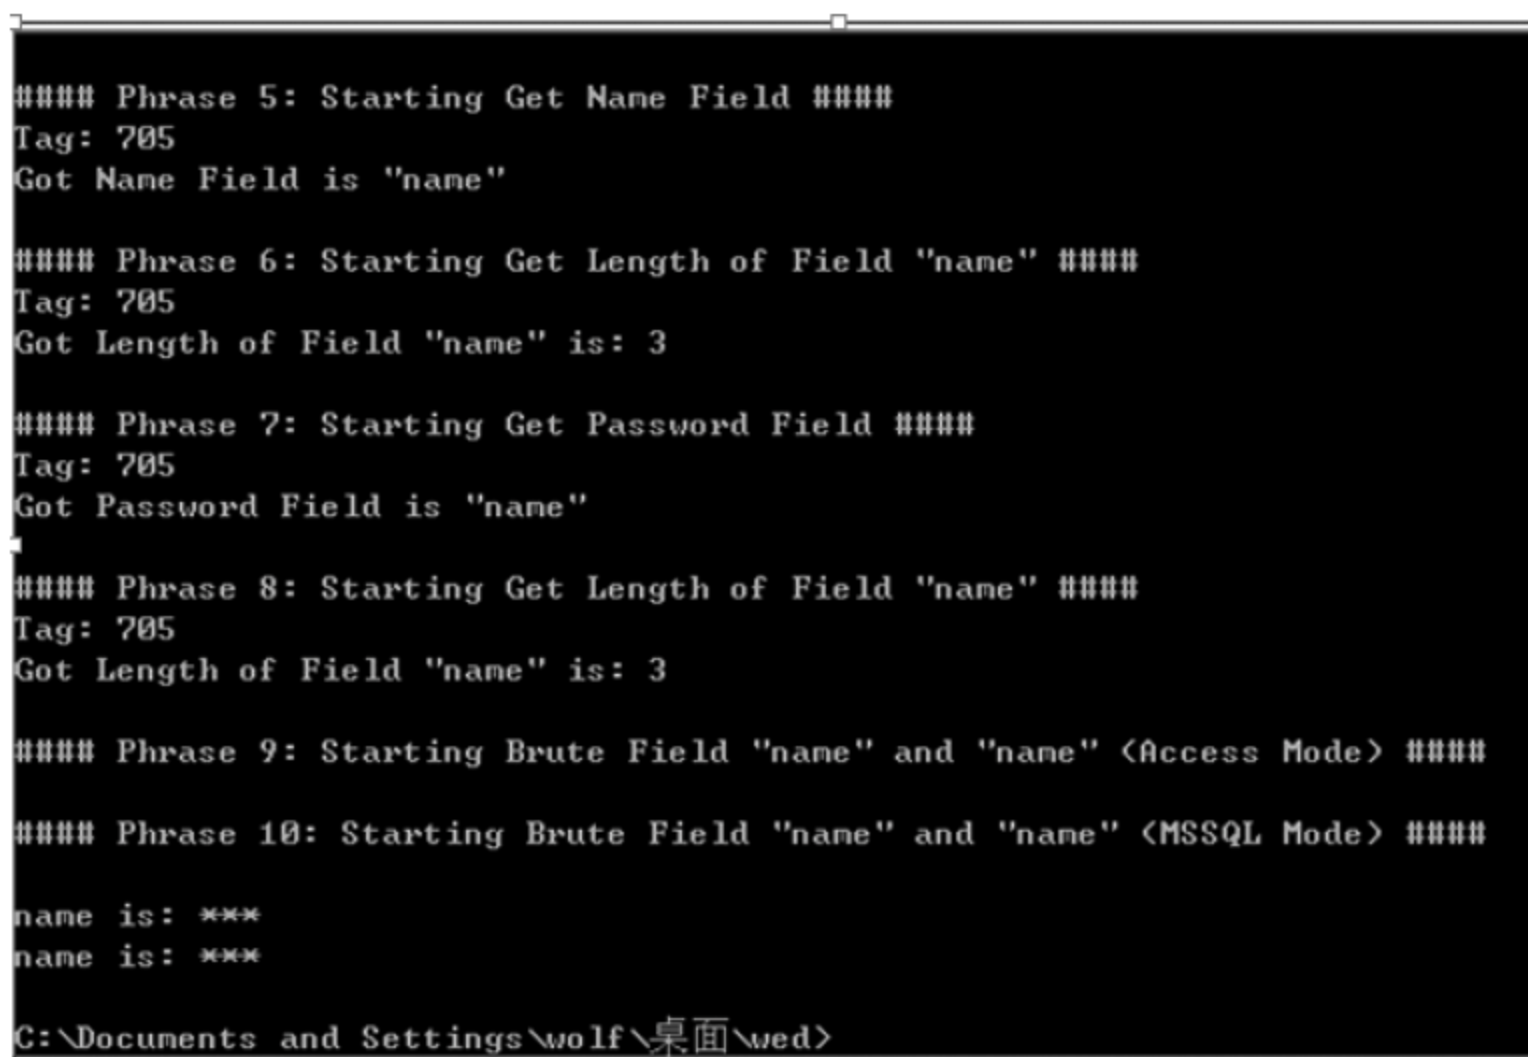 #### Phrase 5: Starting Get Name Field ####
Tag: 705
Got Name Field is "name"
#### Phrase 6: Starting Get Length of Field "name" ####
Tag: 705
Got Length of Field "name" is: 3
#### Phrase 7: Starting Get Password Field ####
Tag: 705
Got Password Field is "name"
#### Phrase 8: Starting Get Length of Field "name" ####
Tag: 705
Got Length of Field "name" is: 3
#### Phrase 9: Starting Brute Field "name" and "name" (Access Mode) ####
#### Phrase 10: Starting Brute Field "name" and "name" (MSSQL Mode) ####
name is: ***
name is: ***
C:\Documents and Settings\wolf\桌面\wed>